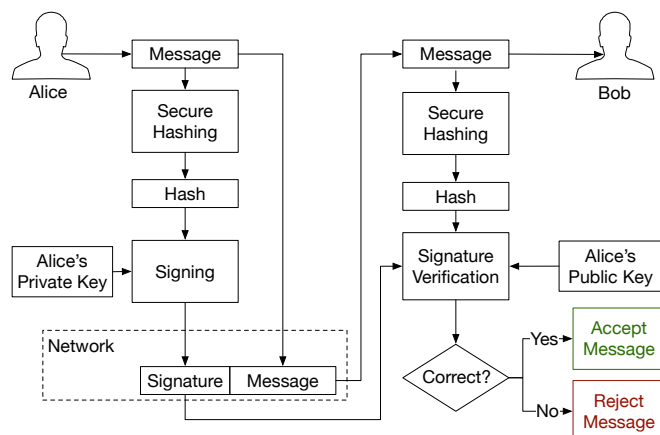 Alice
Message
Secure
Hashing
Hash
Alice's
Private Key
Signing
Network
Signature
Message
Message
Bob
Secure
Hashing
Hash
Signature
Verification
Alice's
Public Key
Correct?
Yes
Accept
Message
No
Reject
Message